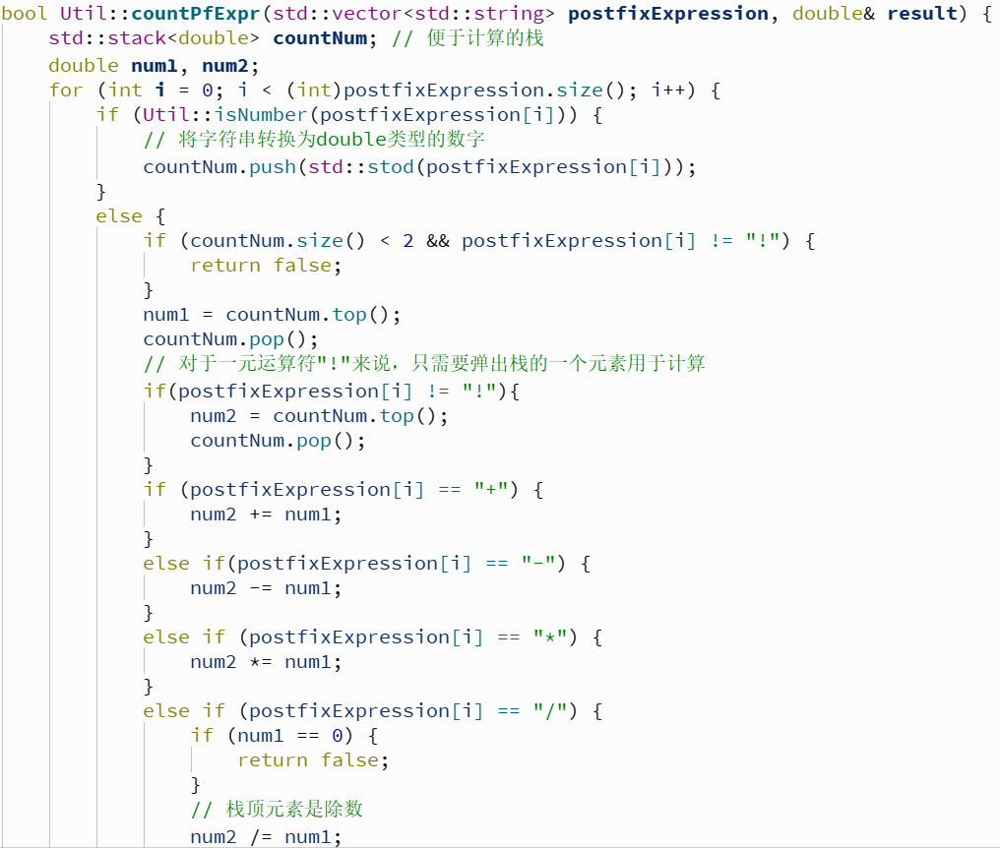 bool Util::countPfExpr(std::vector<std::string> postfixExpression, double& result) {
    std::stack<double> countNum; // 便于计算的栈
    double num1, num2;
    for (int i = 0; i < (int)postfixExpression.size(); i++) {
        if (Util::isNumber(postfixExpression[i])) {
            // 将字符串转换为double类型的数字
            countNum.push(std::stod(postfixExpression[i]));
        }
        else {
            if (countNum.size() < 2 && postfixExpression[i] != "!") {
                return false;
            }
            num1 = countNum.top();
            countNum.pop();
            // 对于一元运算符"!"来说，只需要弹出栈的一个元素用于计算
            if(postfixExpression[i] != "!"){
                num2 = countNum.top();
                countNum.pop();
            }
            if (postfixExpression[i] == "+") {
                num2 += num1;
            }
            else if(postfixExpression[i] == "-") {
                num2 -= num1;
            }
            else if (postfixExpression[i] == "*") {
                num2 *= num1;
            }
            else if (postfixExpression[i] == "/") {
                if (num1 == 0) {
                    return false;
                }
                // 栈顶元素是除数
                num2 /= num1;